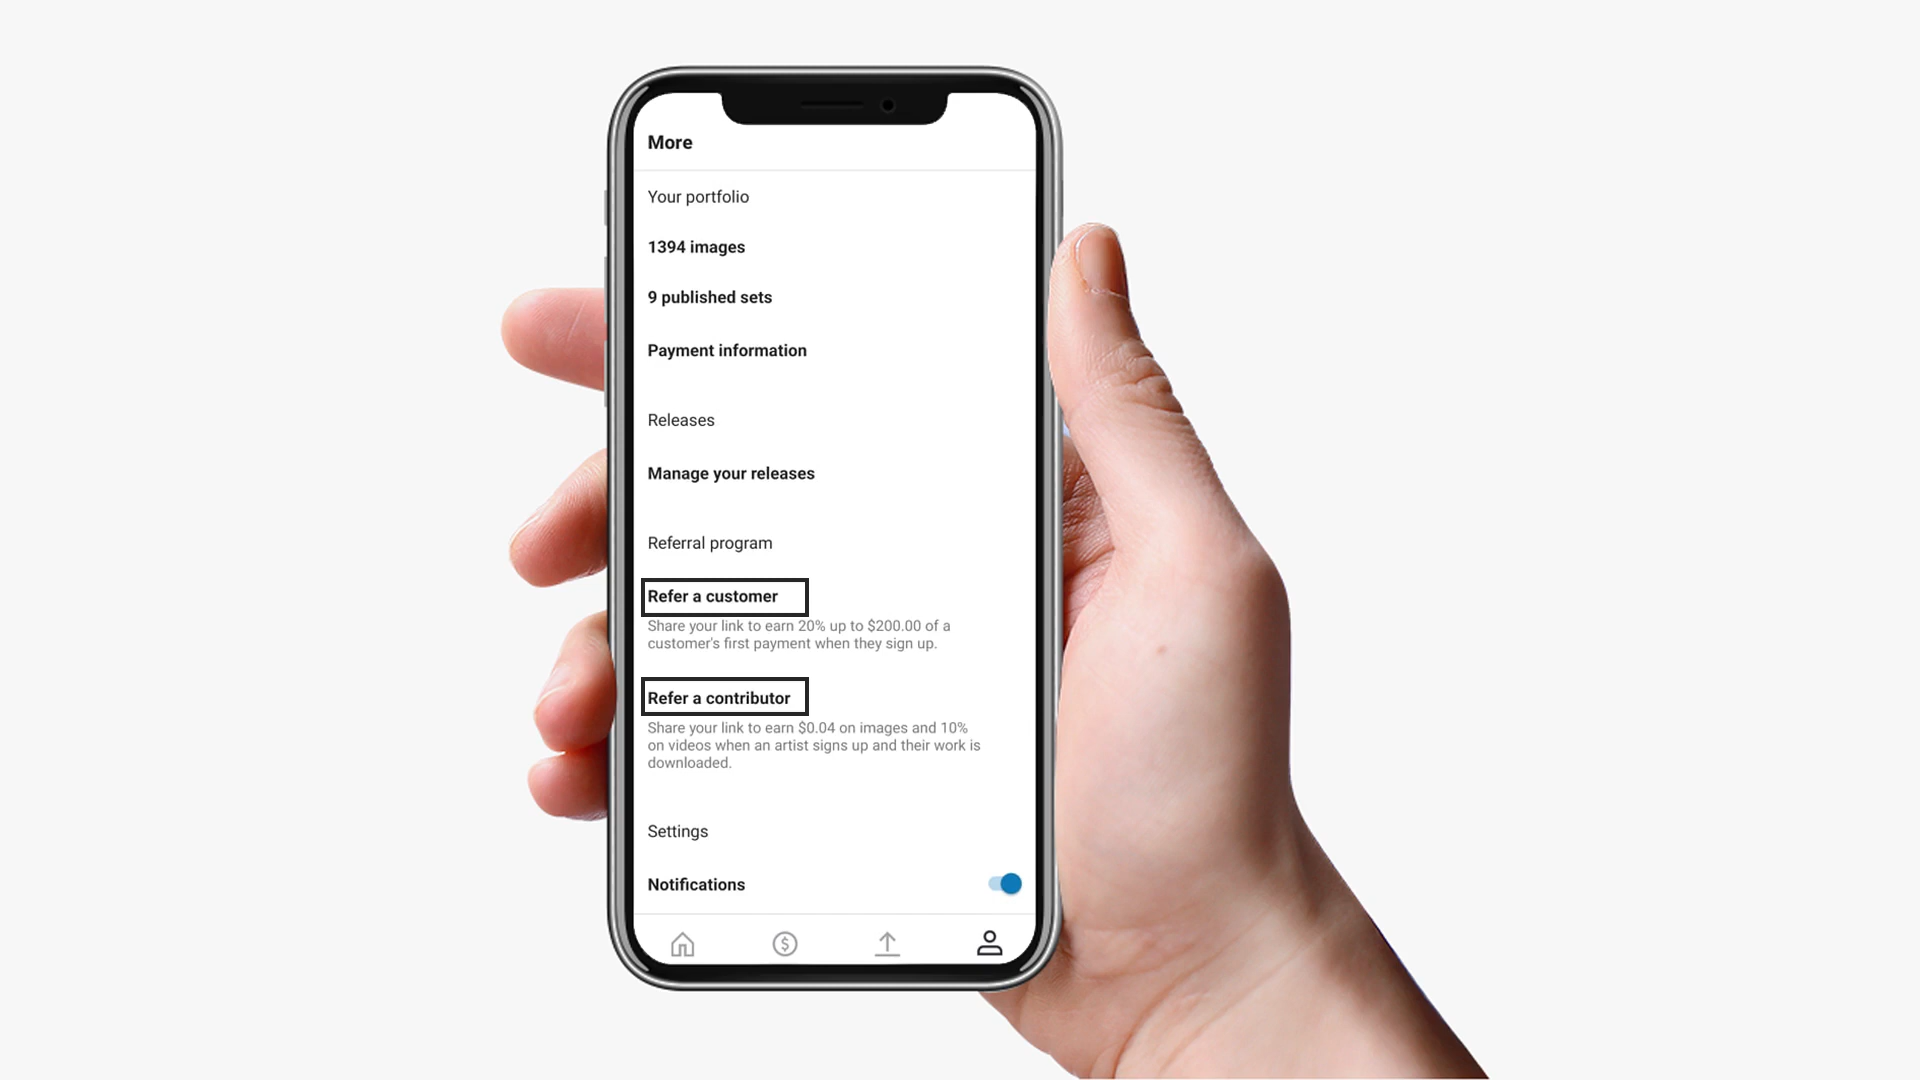 More
Your portfolio
1394 images
9 published sets
Payment information
Releases
Manage your releases
Referral program
Refer a customer
Share your link to earn 20% up to $200.00 of a
customer's first payment when they sign up.
Refer a contributor
Share your link to earn $0.04 on images and 10%
on videos when an artist signs up and their work is
downloaded.
Settings
Notifications
$